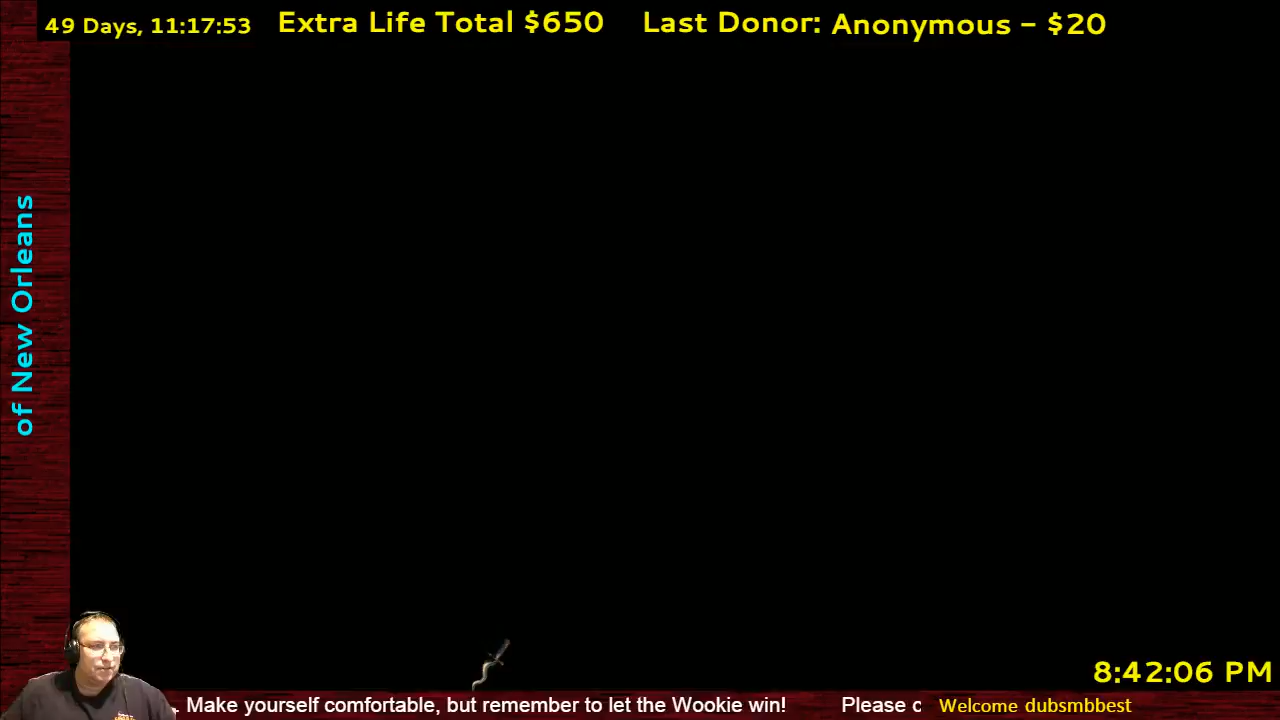 49 Days, 11:17:53
Extra Life Total $650
Last Donor: Anonymous - $20
of New Orleans
8:42:06 PM
Make yourself comfortable, but remember to let the Wookie win!
Please
Welcome dubsmbbest